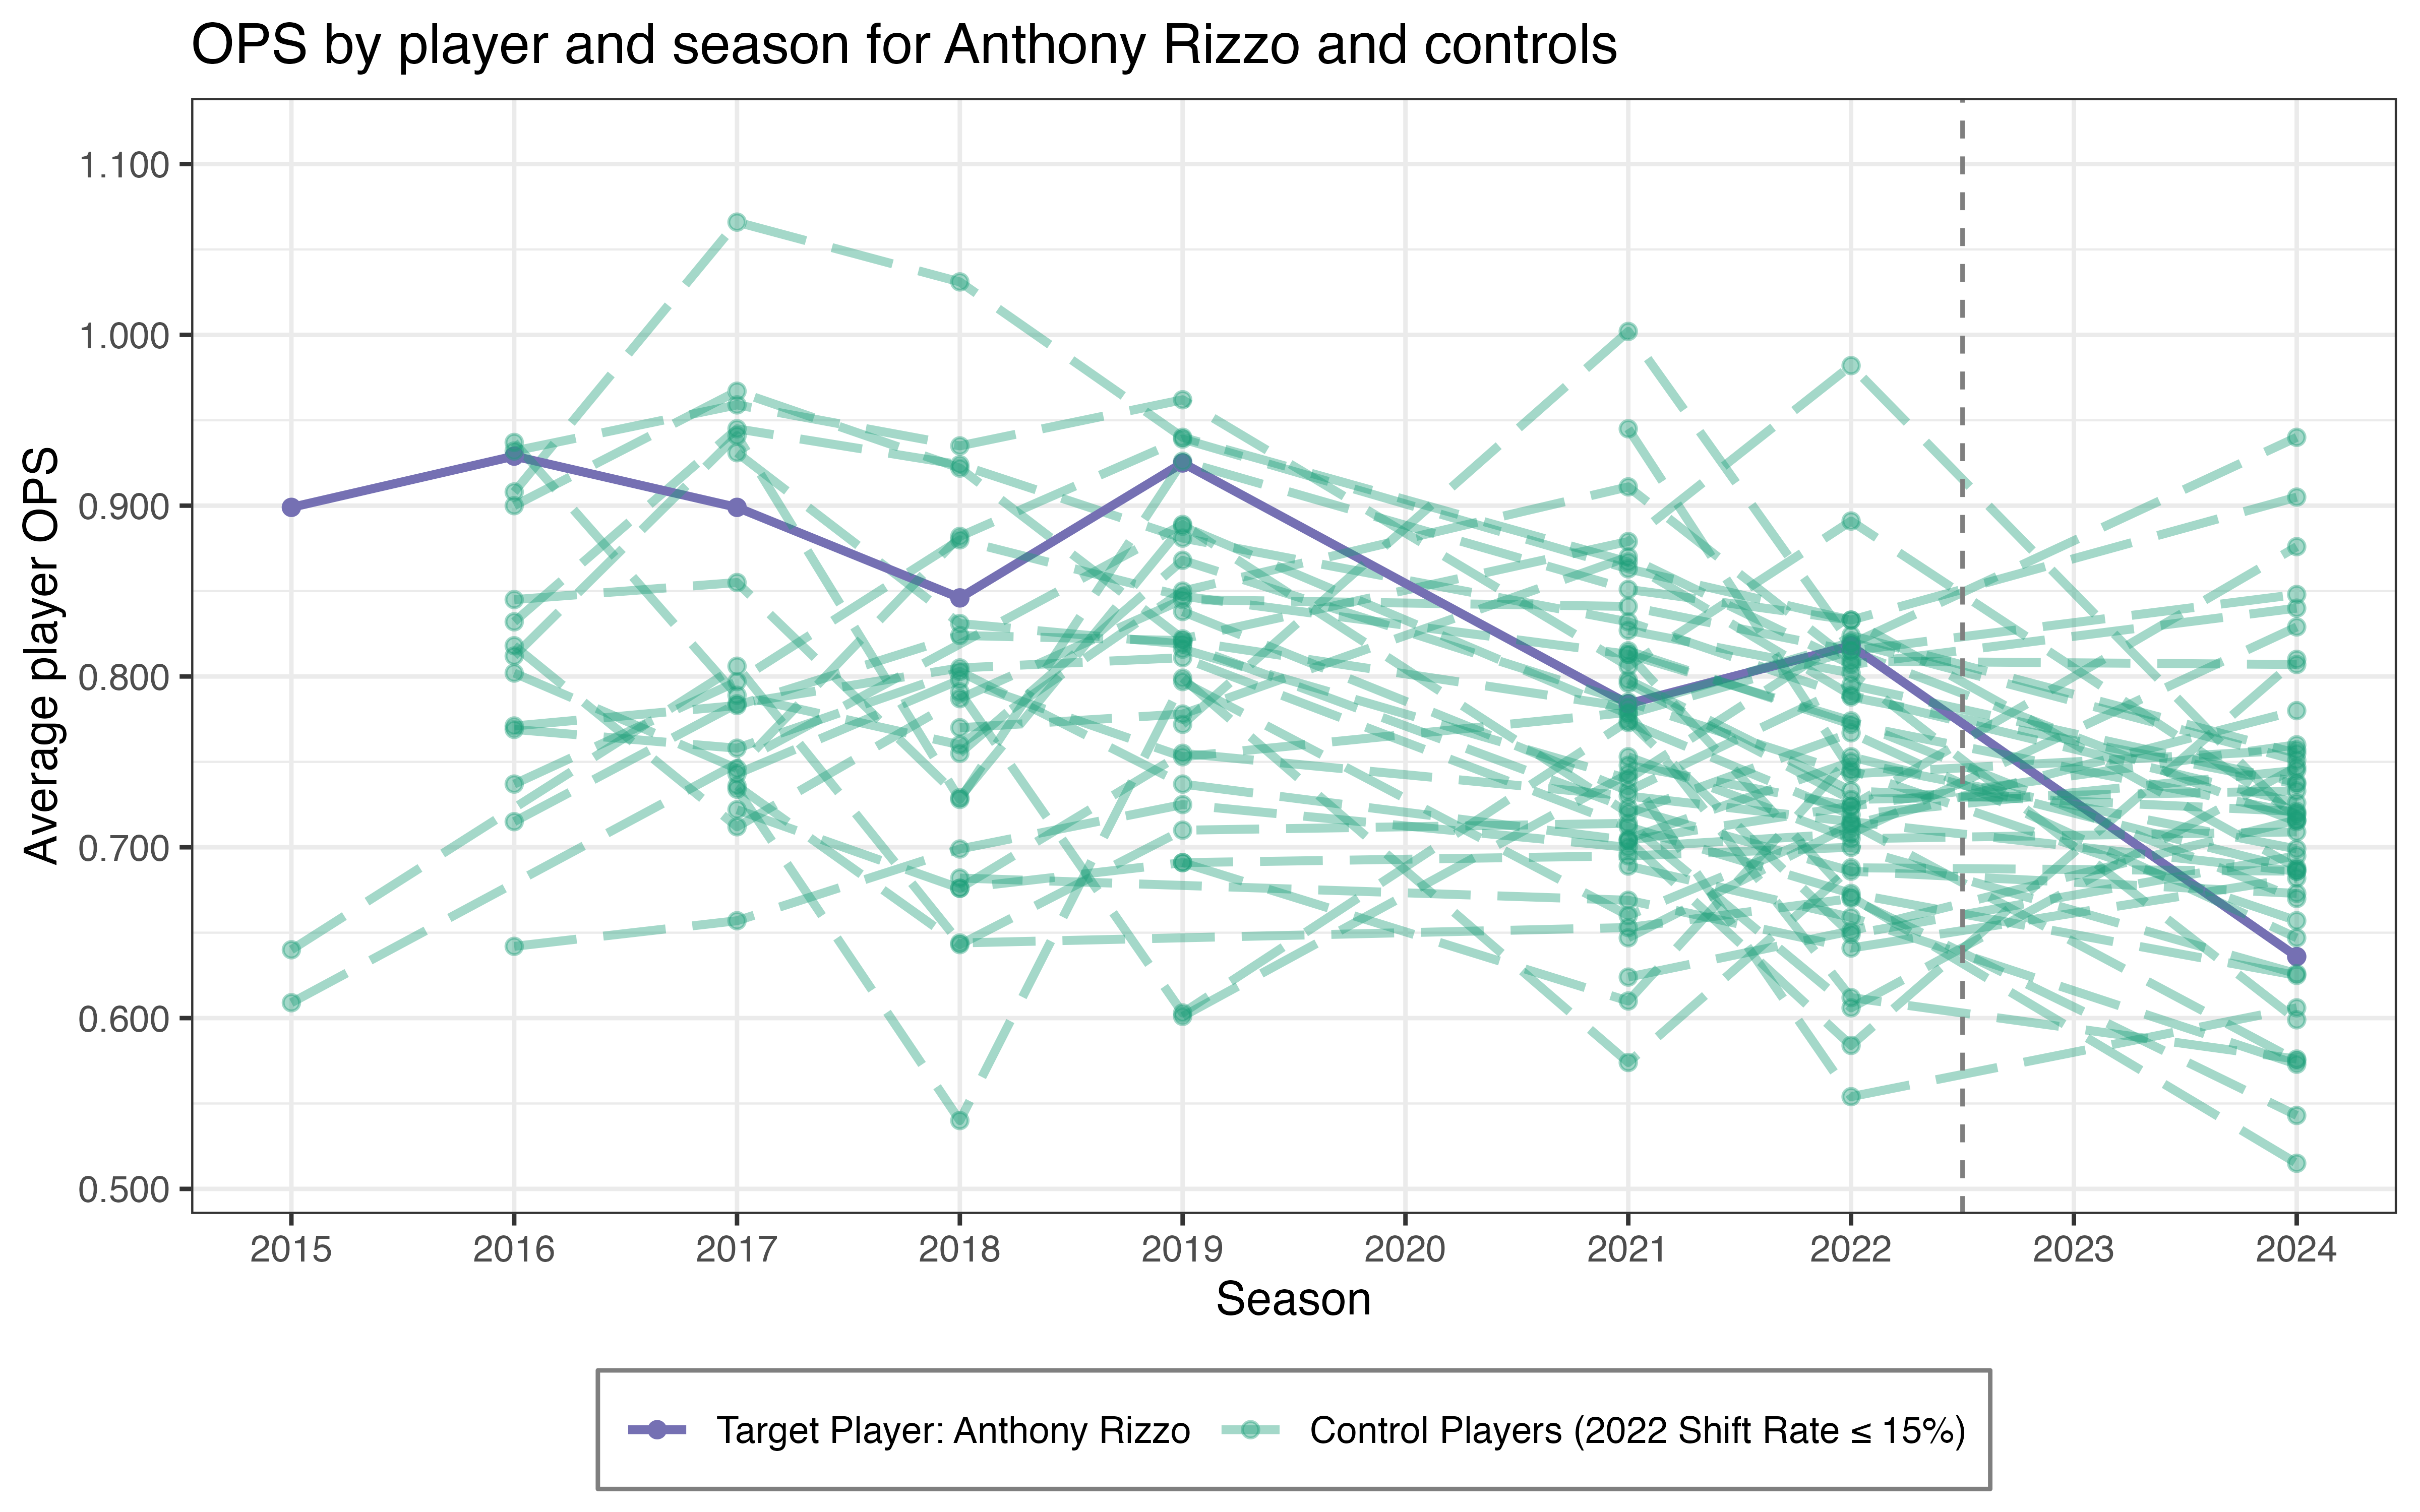 OPS by player and season for Anthony Rizzo and controls
Average player OPS
1.100
1.000
0.900
0.800
0.700
0.600
0.500
2015 2016 2017 2018 2019 2020 2021 2022 2023 2024
Season
Target Player: Anthony Rizzo Control Players (2022 Shift Rate ≤ 15%)